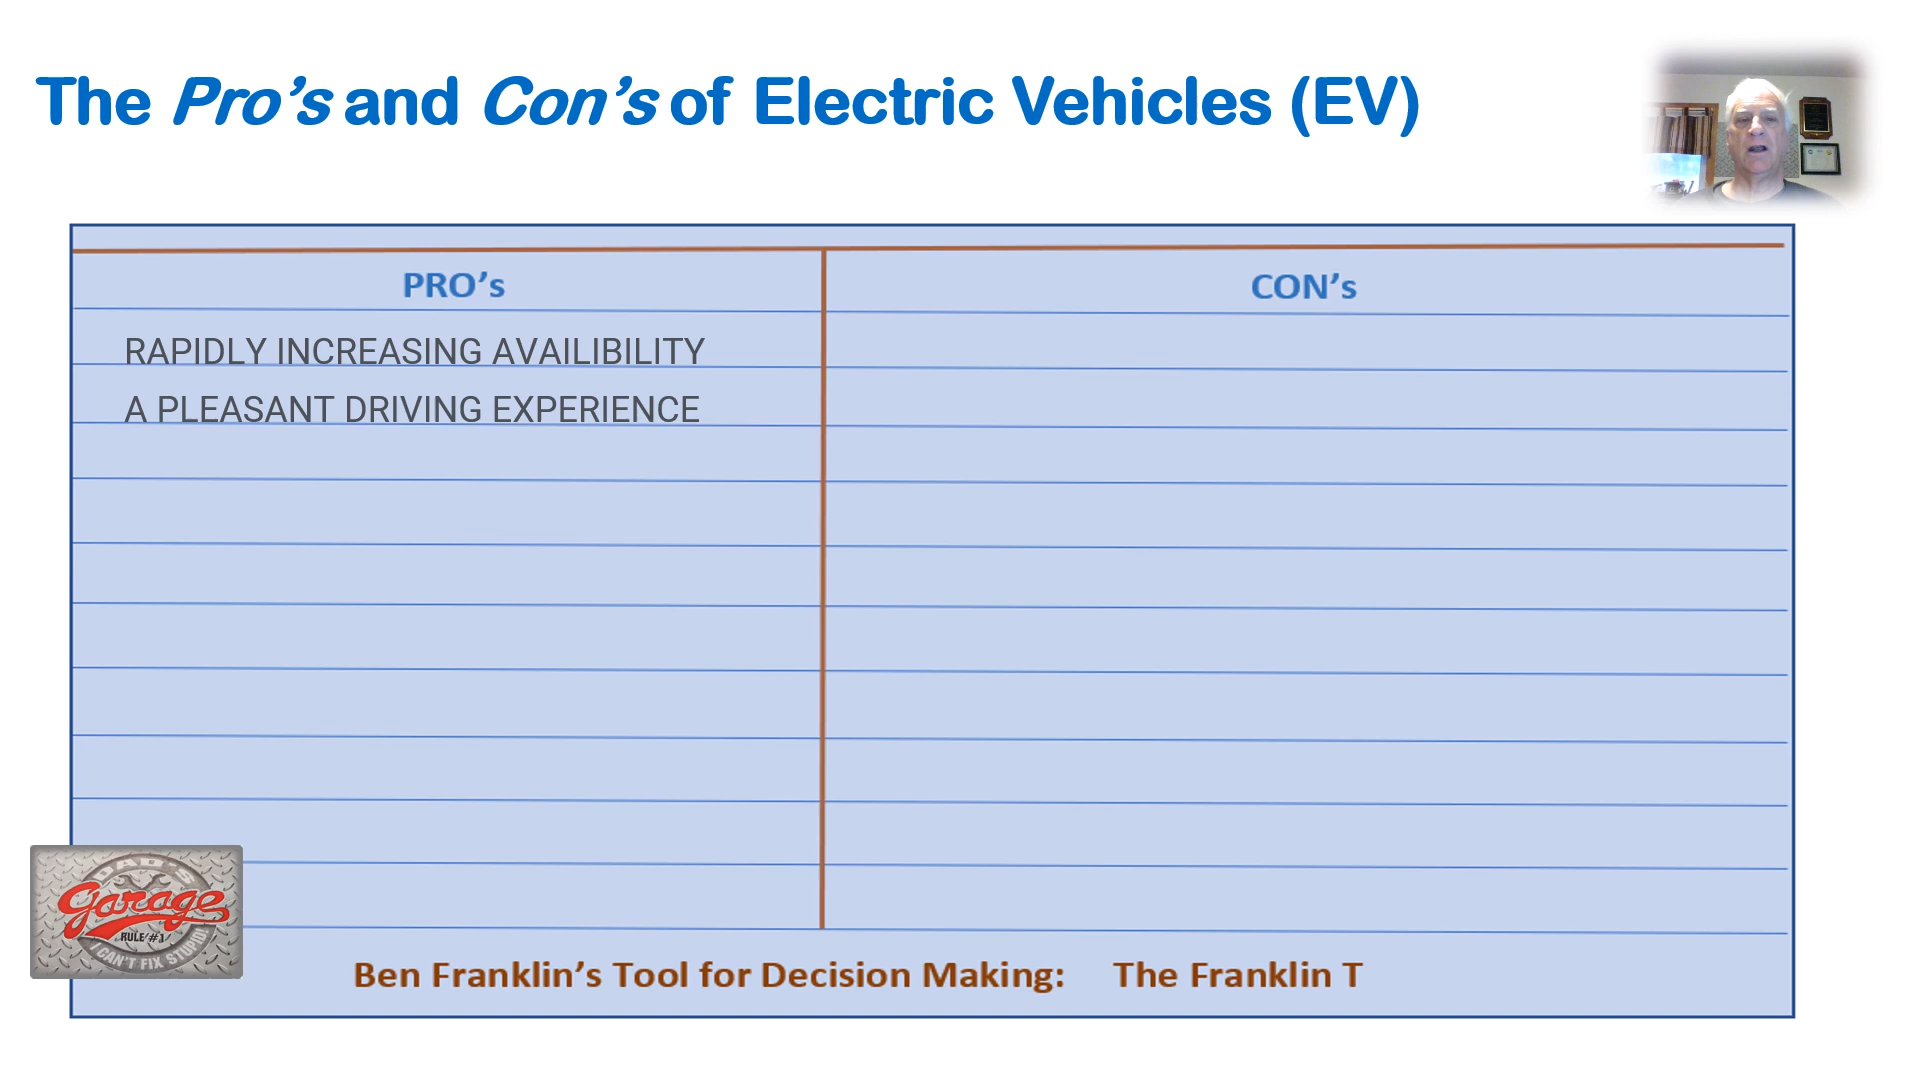 The Pro’s and Con’s of Electric Vehicles (EV)
PRO’s
CON’s
RAPIDLY INCREASING AVAILIBILITY
A PLEASANT DRIVING EXPERIENCE
DAD'S
Garage
RULE #1
I CAN'T FIX STUPID!
Ben Franklin’s Tool for Decision Making: The Franklin T